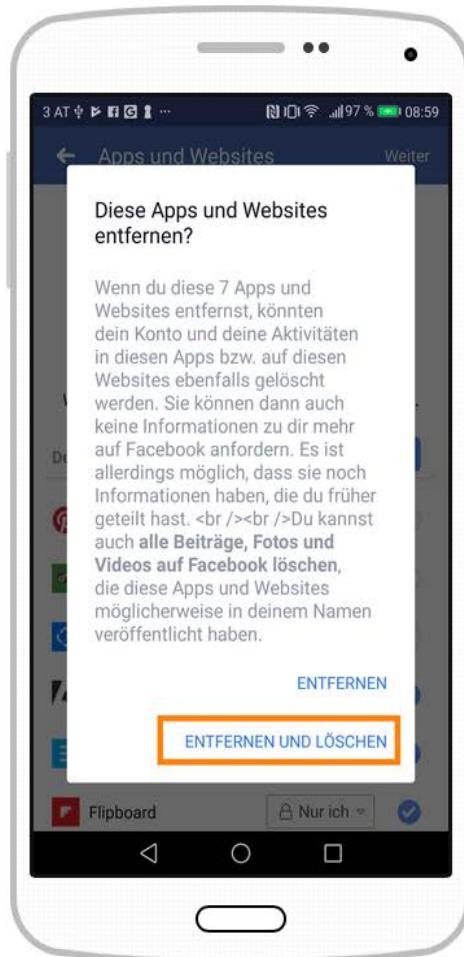 3 AT 97 % 08:59
Apps und Websites Weiter
Diese Apps und Websites
entfernen?
Wenn du diese 7 Apps und
Websites entfernst, könnten
dein Konto und deine Aktivitäten
in diesen Apps bzw. auf diesen
Websites ebenfalls gelöscht
werden. Sie können dann auch
keine Informationen zu dir mehr
auf Facebook anfordern. Es ist
allerdings möglich, dass sie noch
Informationen haben, die du früher
geteilt hast. <br /><br />Du kannst
auch alle Beiträge, Fotos und
Videos auf Facebook löschen,
die diese Apps und Websites
möglicherweise in deinem Namen
veröffentlicht haben.
ENTFERNEN
ENTFERNEN UND LÖSCHEN
Flipboard Nur ich